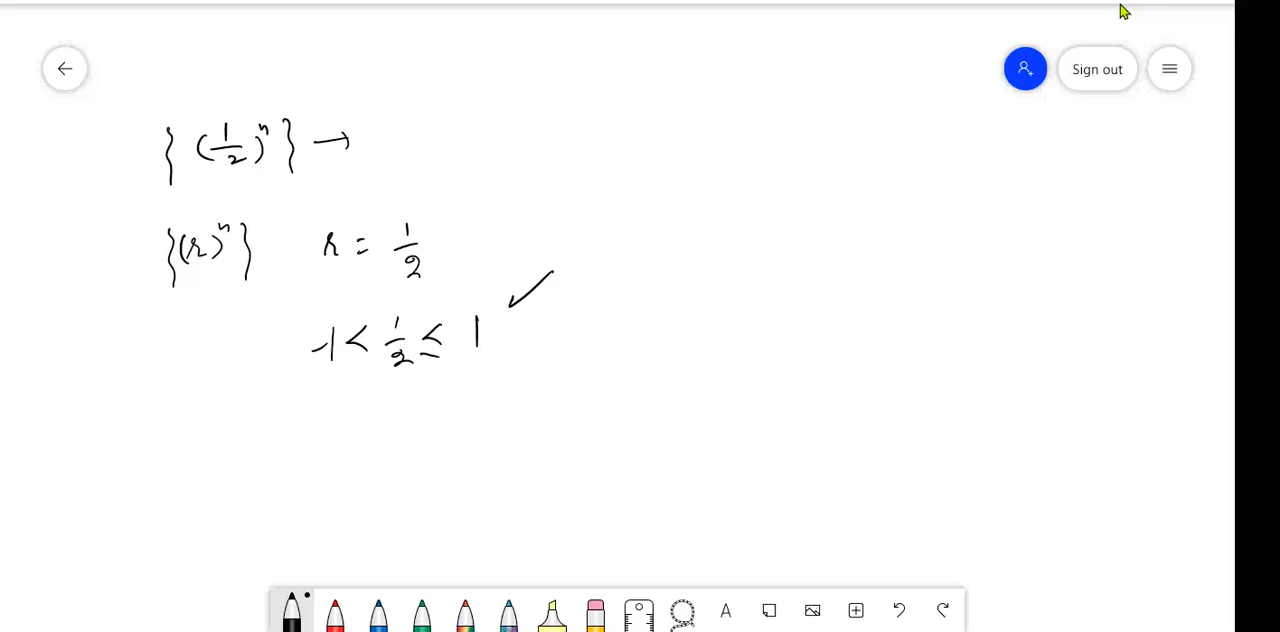 Sign out
{ (1/2)^n } →
{(r)^n} r = 1/2
-1 < 1/2 ≤ 1 ✓
A